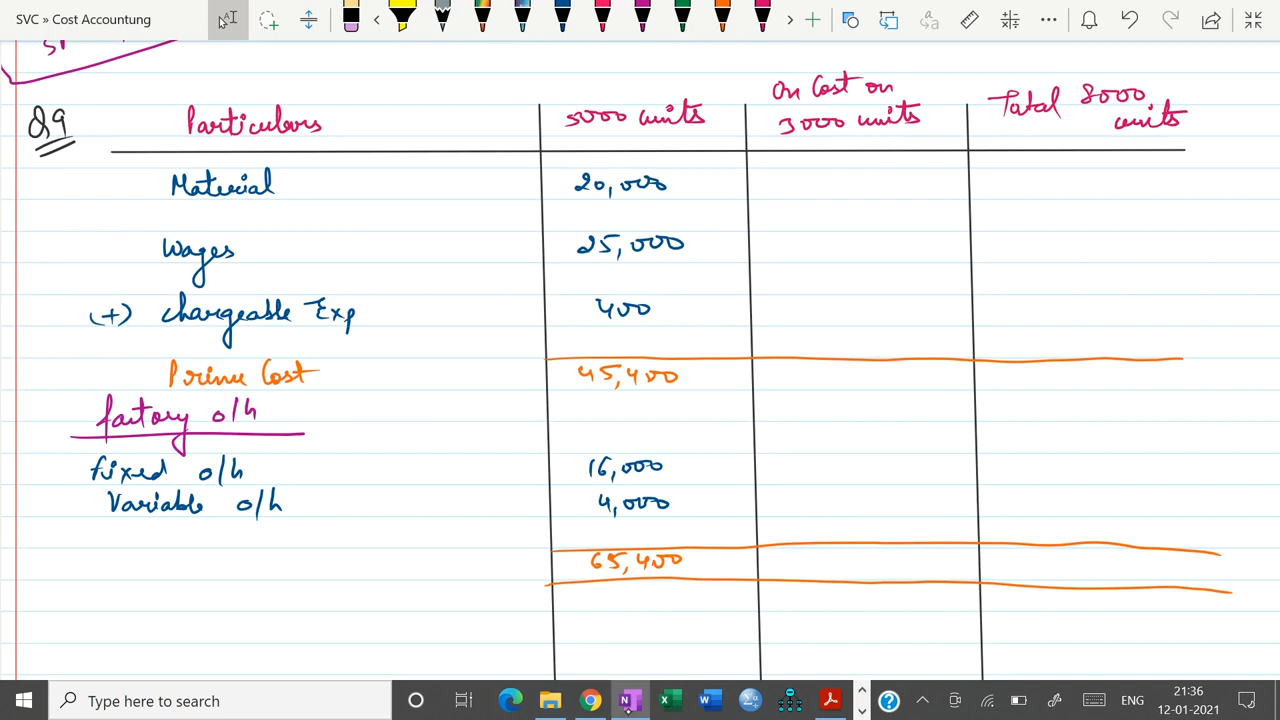 SVC » Cost Accountung
Q9
Particulars 5000 units On Cost on 3000 units Total 8000 units
Material 20,000
Wages 25,000
(+) Chargeable Exp 400
Prime Cost 45,400
factory o/h
fixed o/h 16,000
Variable o/h 4,000
65,400
Type here to search
ENG
21:36
12-01-2021